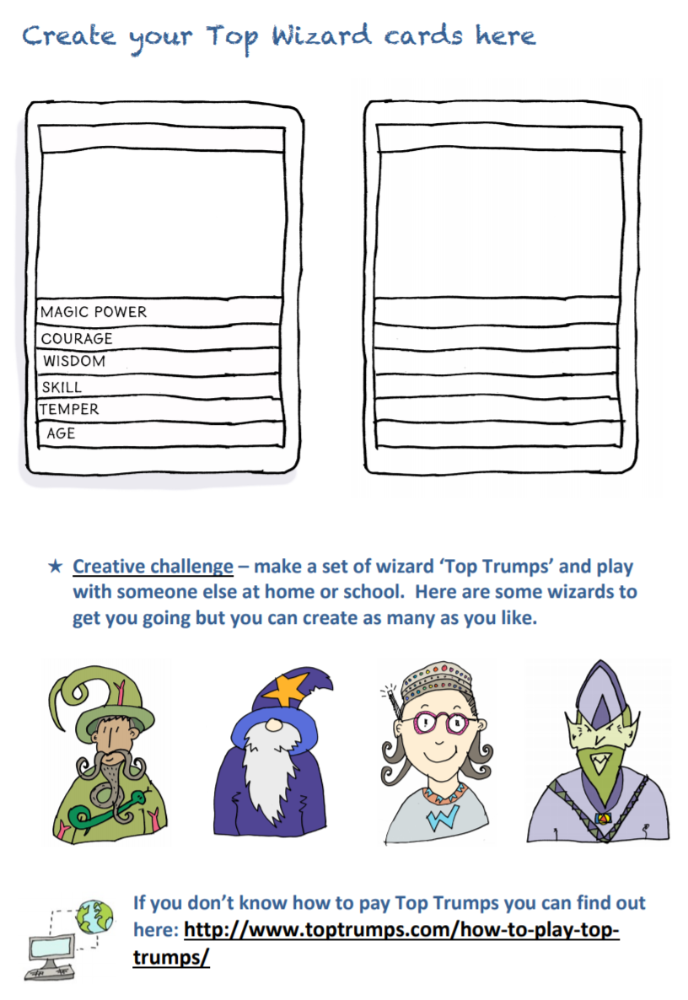 Create your Top Wizard cards here
MAGIC POWER
COURAGE
WISDOM
SKILL
TEMPER
AGE
★ Creative challenge – make a set of wizard ‘Top Trumps’ and play
with someone else at home or school.  Here are some wizards to
get you going but you can create as many as you like.
W
If you don’t know how to pay Top Trumps you can find out
here: http://www.toptrumps.com/how-to-play-top-
trumps/